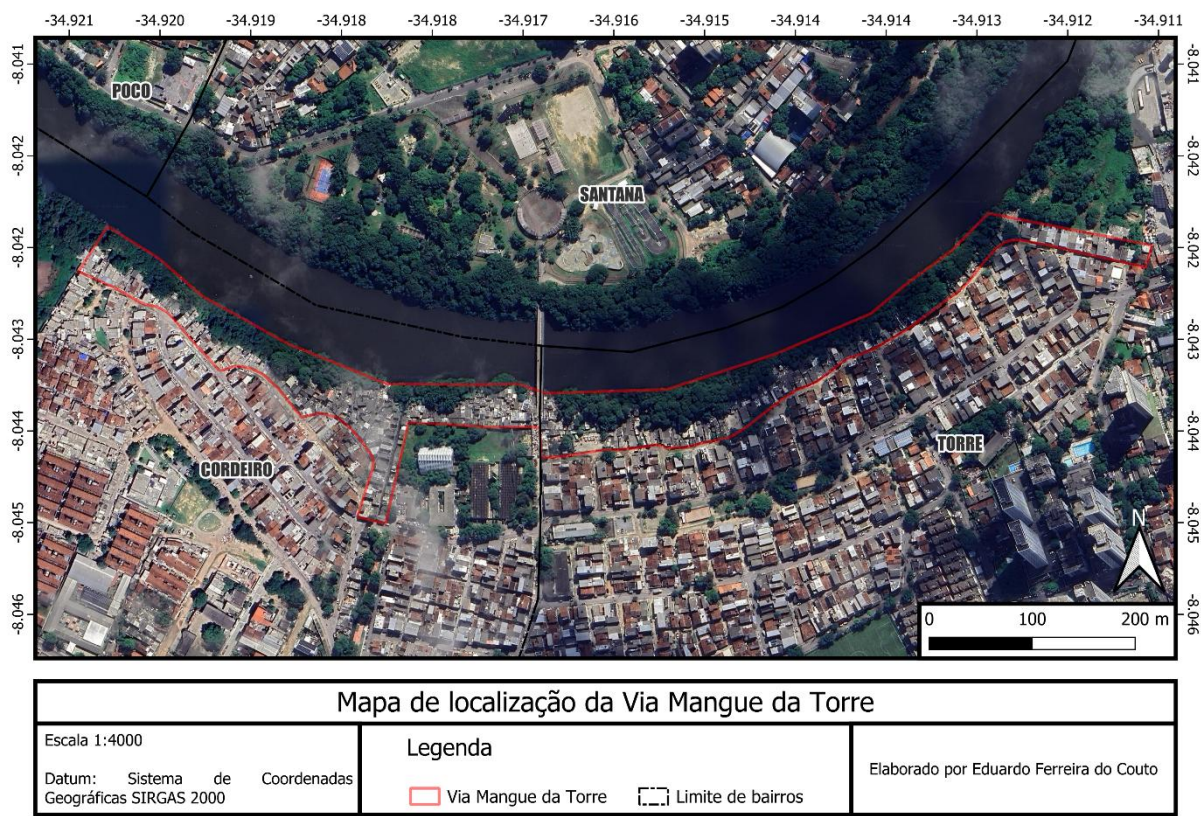 -34.921 -34.920 -34.919 -34.918 -34.918 -34.917 -34.916 -34.915 -34.914 -34.913 -34.912 -34.911
-8.041 -8.041
POCO
-8.042 -8.042
SANTANA
-8.042 -8.042
-8.043 -8.043
-8.044 -8.044
TORRE
CORDEIRO
-8.045 -8.045
N
-8.046 -8.046
0 100 200 m
Mapa de localização da Via Mangue da Torre
Escala 1:4000
Datum: Sistema de Coordenadas
Geográficas SIRGAS 2000
Legenda
Via Mangue da Torre Limite de bairros
Elaborado por Eduardo Ferreira do Couto